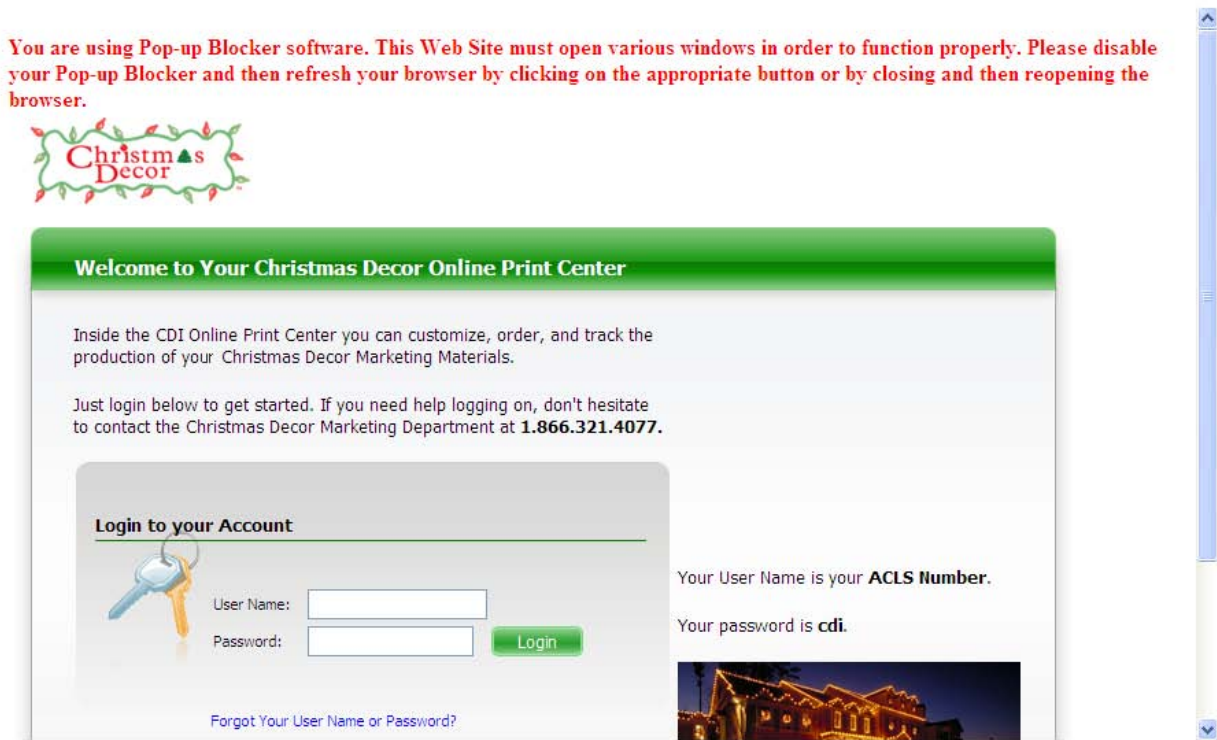 You are using Pop-up Blocker software. This Web Site must open various windows in order to function properly. Please disable
your Pop-up Blocker and then refresh your browser by clicking on the appropriate button or by closing and then reopening the
browser.
Christmas
Decor
Welcome to Your Christmas Decor Online Print Center
Inside the CDI Online Print Center you can customize, order, and track the
production of your Christmas Decor Marketing Materials.
Just login below to get started. If you need help logging on, don't hesitate
to contact the Christmas Decor Marketing Department at 1.866.321.4077.
Login to your Account
User Name:
Password:
Login
Forgot Your User Name or Password?
Your User Name is your ACLS Number.
Your password is cdi.